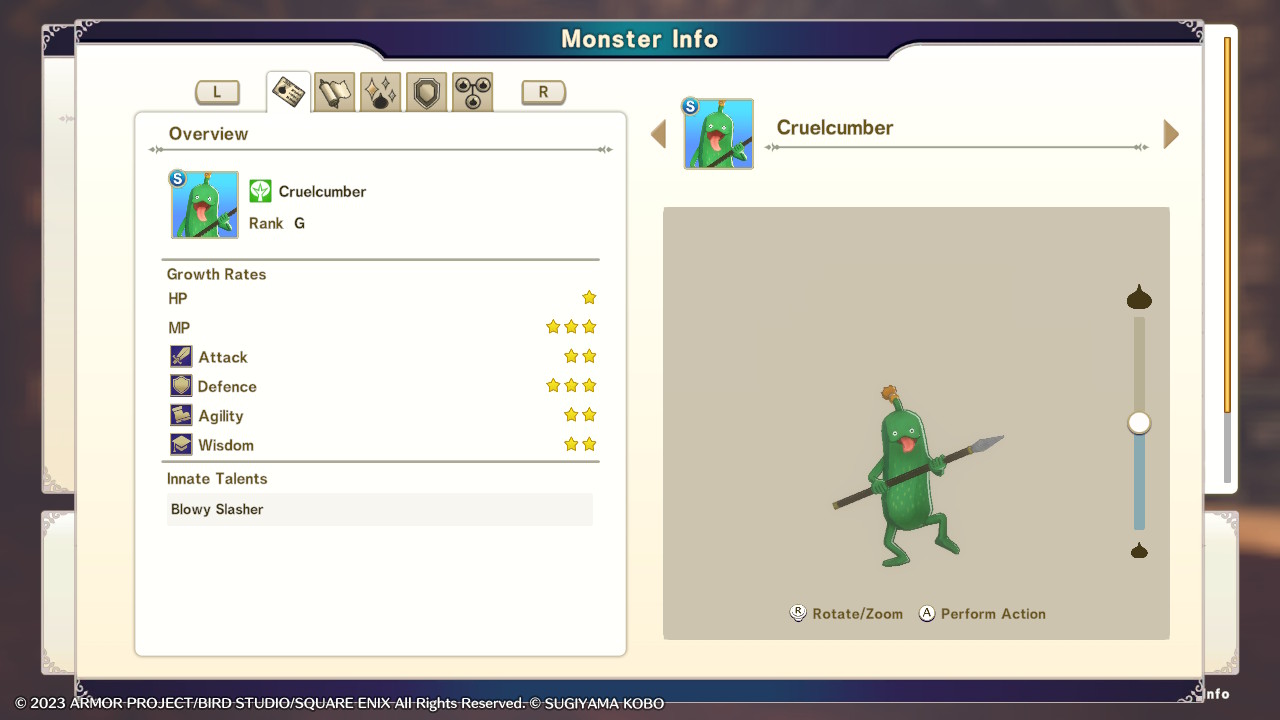 Monster Info
L
R
Overview
S
Cruelcumber
Rank G
Growth Rates
HP
MP
Attack
Defence
Agility
Wisdom
Innate Talents
Blowy Slasher
S
Cruelcumber
R Rotate/Zoom A Perform Action
nfo
© 2023 ARMOR PROJECT/BIRD STUDIO/SQUARE ENIX All Rights Reserved. © SUGIYAMA KOBO